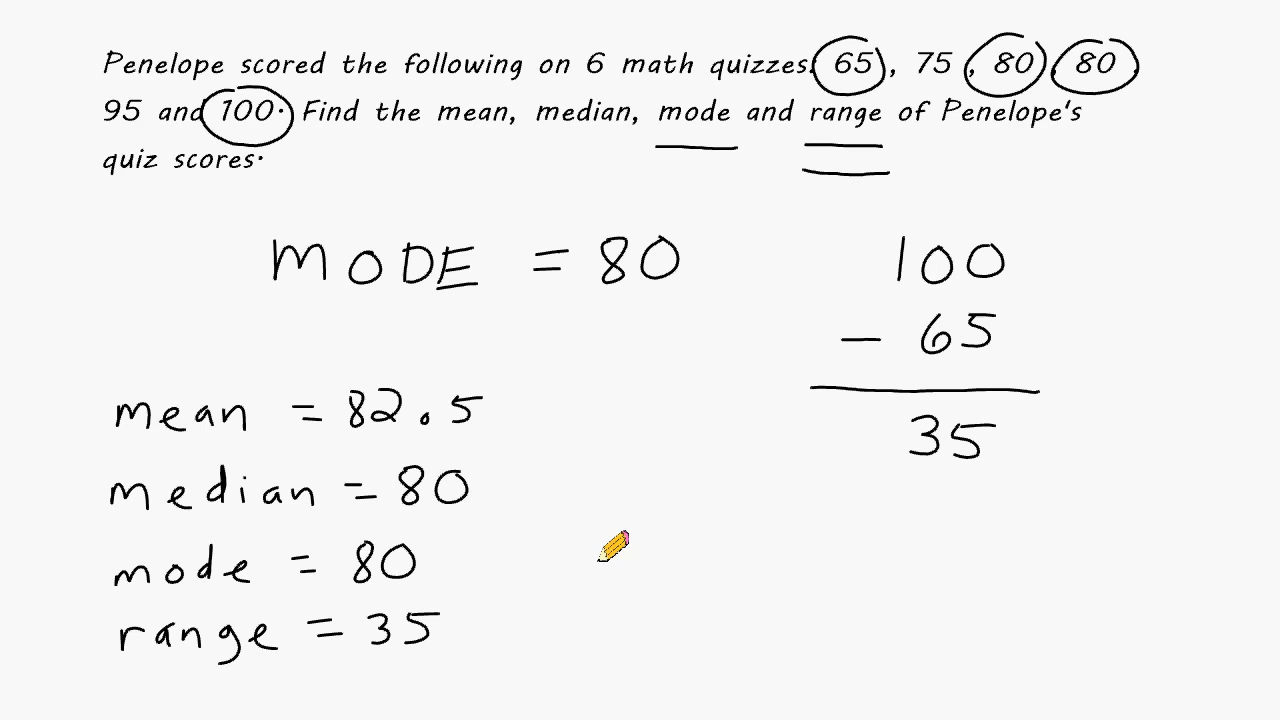 Penelope scored the following on 6 math quizzes: 65, 75, 80, 80,
95 and 100. Find the mean, median, mode and range of Penelope's
quiz scores.
MODE = 80
100
- 65
35
mean = 82.5
median = 80
mode = 80
range = 35